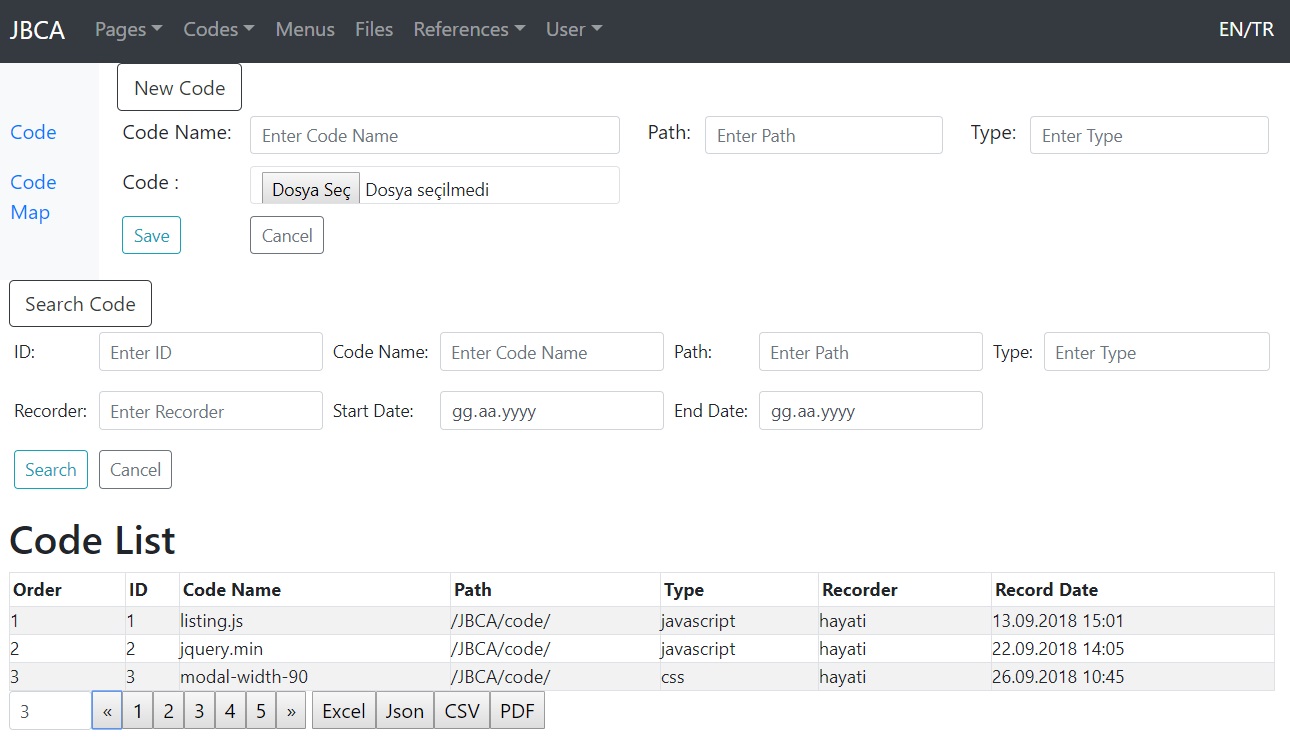 JBCA Pages Codes Menus Files References User EN/TR
New Code
Code Code Name: Enter Code Name Path: Enter Path Type: Enter Type
Code Code : Dosya Seç Dosya seçilmedi
Map
Save Cancel
Search Code
ID: Enter ID Code Name: Enter Code Name Path: Enter Path Type: Enter Type
Recorder: Enter Recorder Start Date: gg.aa.yyyy End Date: gg.aa.yyyy
Search Cancel
Code List
Order ID Code Name Path Type Recorder Record Date
1 1 listing.js /JBCA/code/ javascript hayati 13.09.2018 15:01
2 2 jquery.min /JBCA/code/ javascript hayati 22.09.2018 14:05
3 3 modal-width-90 /JBCA/code/ css hayati 26.09.2018 10:45
3 « 1 2 3 4 5 » Excel Json CSV PDF